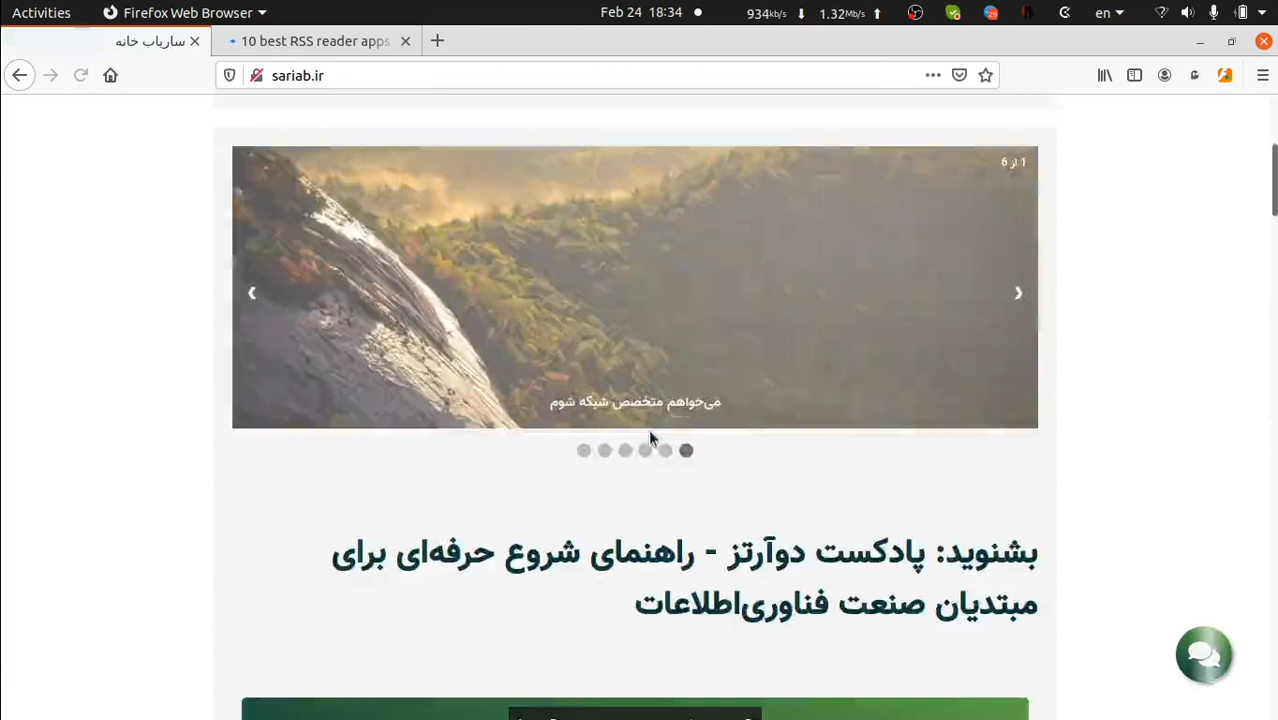 Activities
Firefox Web Browser
Feb 24 18:34
934kb/s
1.32Mb/s
29
en
ساریاب خانه
10 best RSS reader apps
sariab.ir
1 از 6
می‌خواهم متخصص شبکه شوم
بشنوید: پادکست دوآرتز - راهنمای شروع حرفه‌ای برای
مبتدیان صنعت فناوری‌اطلاعات